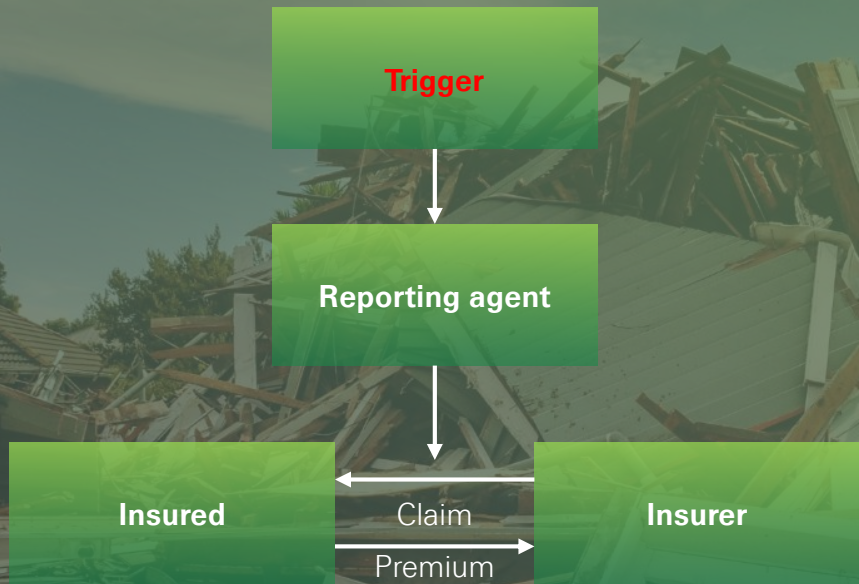 Trigger
Reporting agent
Insured
Claim
Insurer
Premium